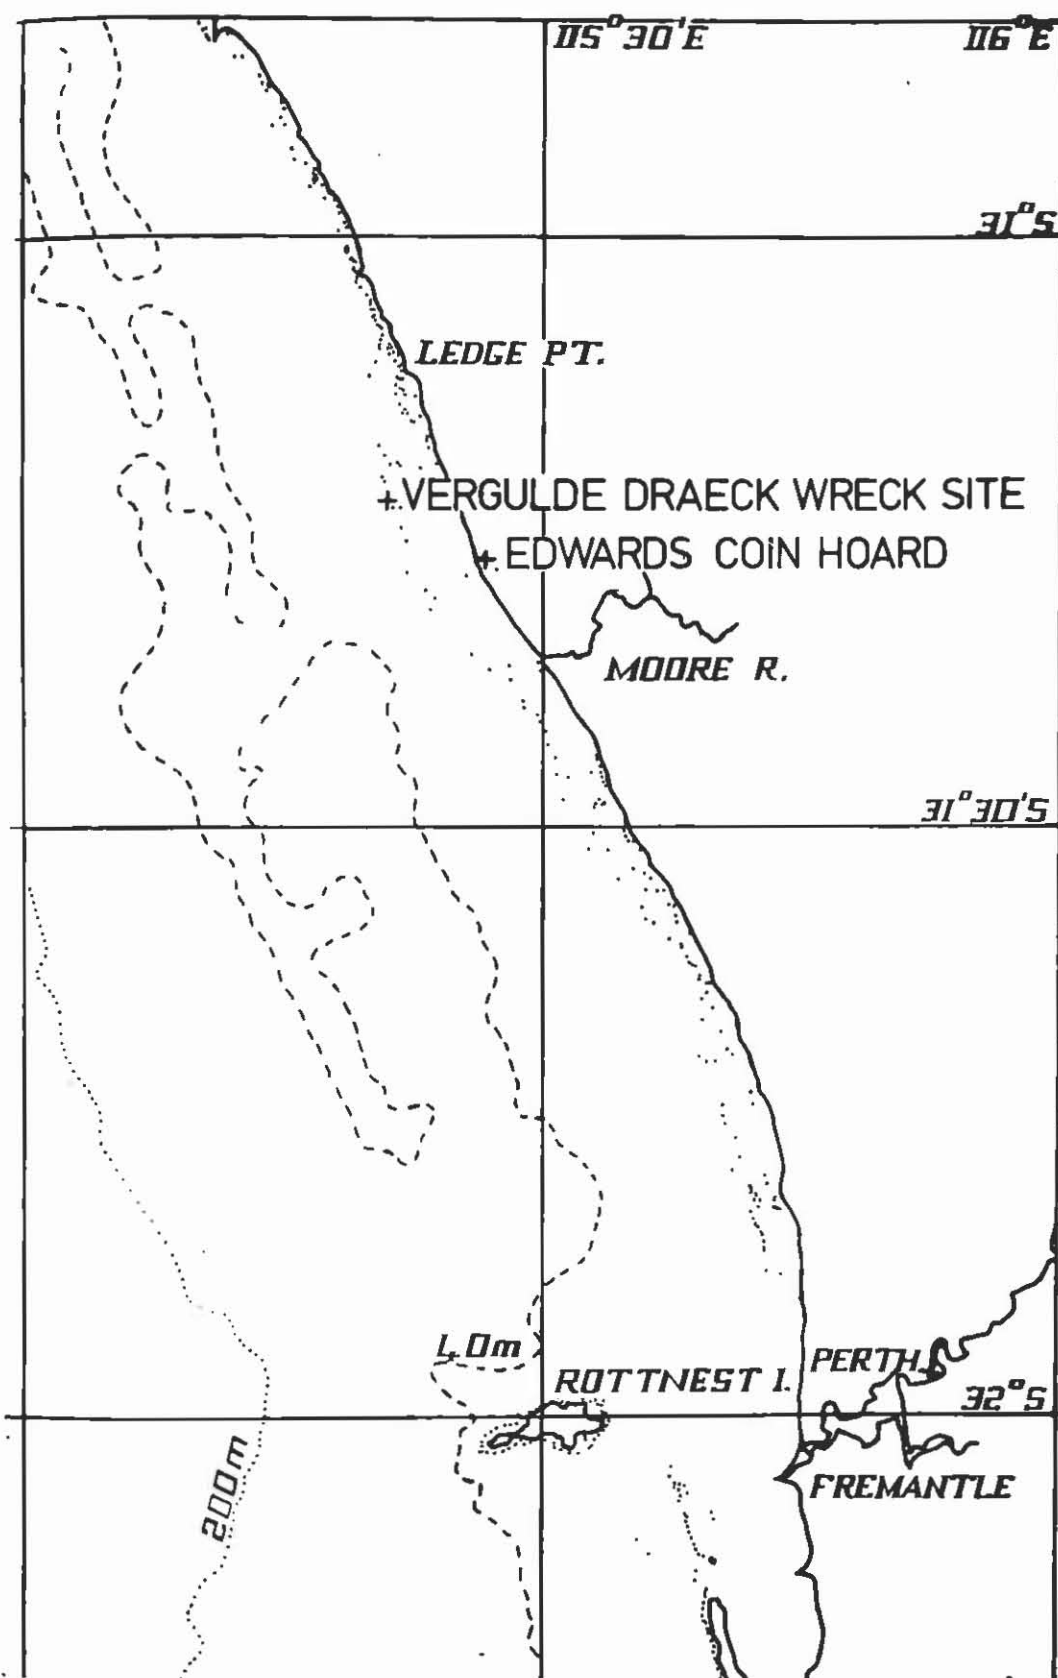 115°30'E 116°E
31°S
LEDGE PT.
VERGULDE DRAECK WRECK SITE
EDWARDS COiN HOARD
MOORE R.
31°30'S
40m
PERTH
ROTTNEST I.
32°S
200m
FREMANTLE